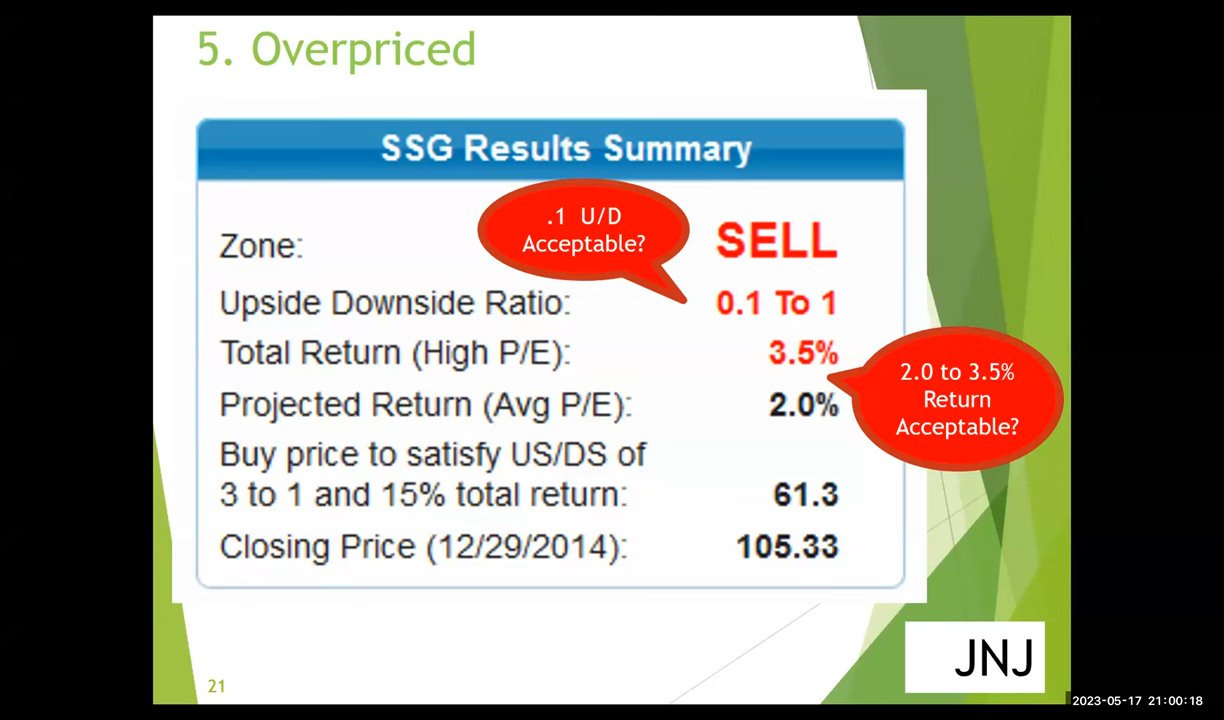 5. Overpriced
SSG Results Summary
.1 U/D
Acceptable?
Zone: SELL
Upside Downside Ratio: 0.1 To 1
Total Return (High P/E): 3.5%
2.0 to 3.5%
Return
Acceptable?
Projected Return (Avg P/E): 2.0%
Buy price to satisfy US/DS of
3 to 1 and 15% total return: 61.3
Closing Price (12/29/2014): 105.33
JNJ
21
2023-05-17 21:00:18